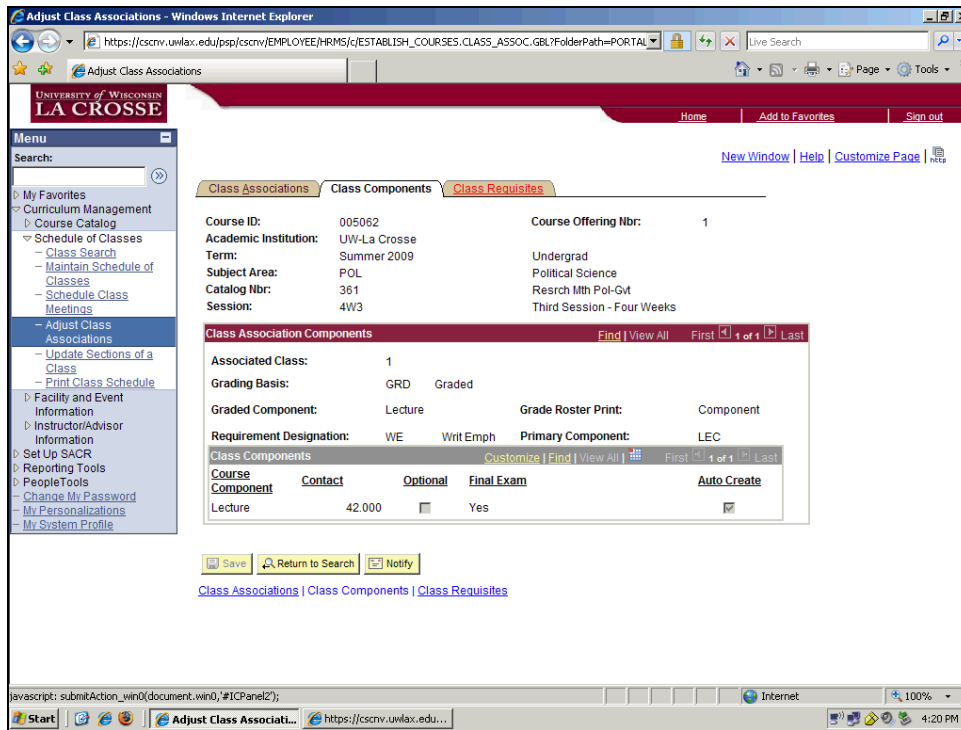 Adjust Class Associations - Windows Internet Explorer
https://cscnv.uwlax.edu/psp/cscnv/EMPLOYEE/HRMS/c/ESTABLISH_COURSES.CLASS_ASSOC.GBL?FolderPath=PORTAL
Live Search
Adjust Class Associations
Page
Tools
UNIVERSITY of WISCONSIN
LA CROSSE
Home
Add to Favorites
Sign out
Menu
Search:
My Favorites
Curriculum Management
Course Catalog
Schedule of Classes
Class Search
Maintain Schedule of
Classes
Schedule Class
Meetings
Adjust Class
Associations
Update Sections of a
Class
Print Class Schedule
Facility and Event
Information
Instructor/Advisor
Information
Set Up SACR
Reporting Tools
PeopleTools
Change My Password
My Personalizations
My System Profile
New Window | Help | Customize Page |
Class Associations Class Components Class Requisites
Course ID: 005062 Course Offering Nbr: 1
Academic Institution: UW-La Crosse
Term: Summer 2009 Undergrad
Subject Area: POL Political Science
Catalog Nbr: 361 Resrch Mth Pol-Gvt
Session: 4W3 Third Session - Four Weeks
Class Association Components Find | View All First 1 of 1 Last
Associated Class: 1
Grading Basis: GRD Graded
Graded Component: Lecture Grade Roster Print: Component
Requirement Designation: WE Writ Emph Primary Component: LEC
Class Components Customize | Find | View All | First 1 of 1 Last
Course
Component Contact Optional Final Exam Auto Create
Lecture 42.000 Yes
Save Return to Search Notify
Class Associations | Class Components | Class Requisites
javascript: submitAction_win0(document.win0,'#ICPanel2');
Internet
100%
Start
Adjust Class Associati...
https://cscnv.uwlax.edu...
4:20 PM